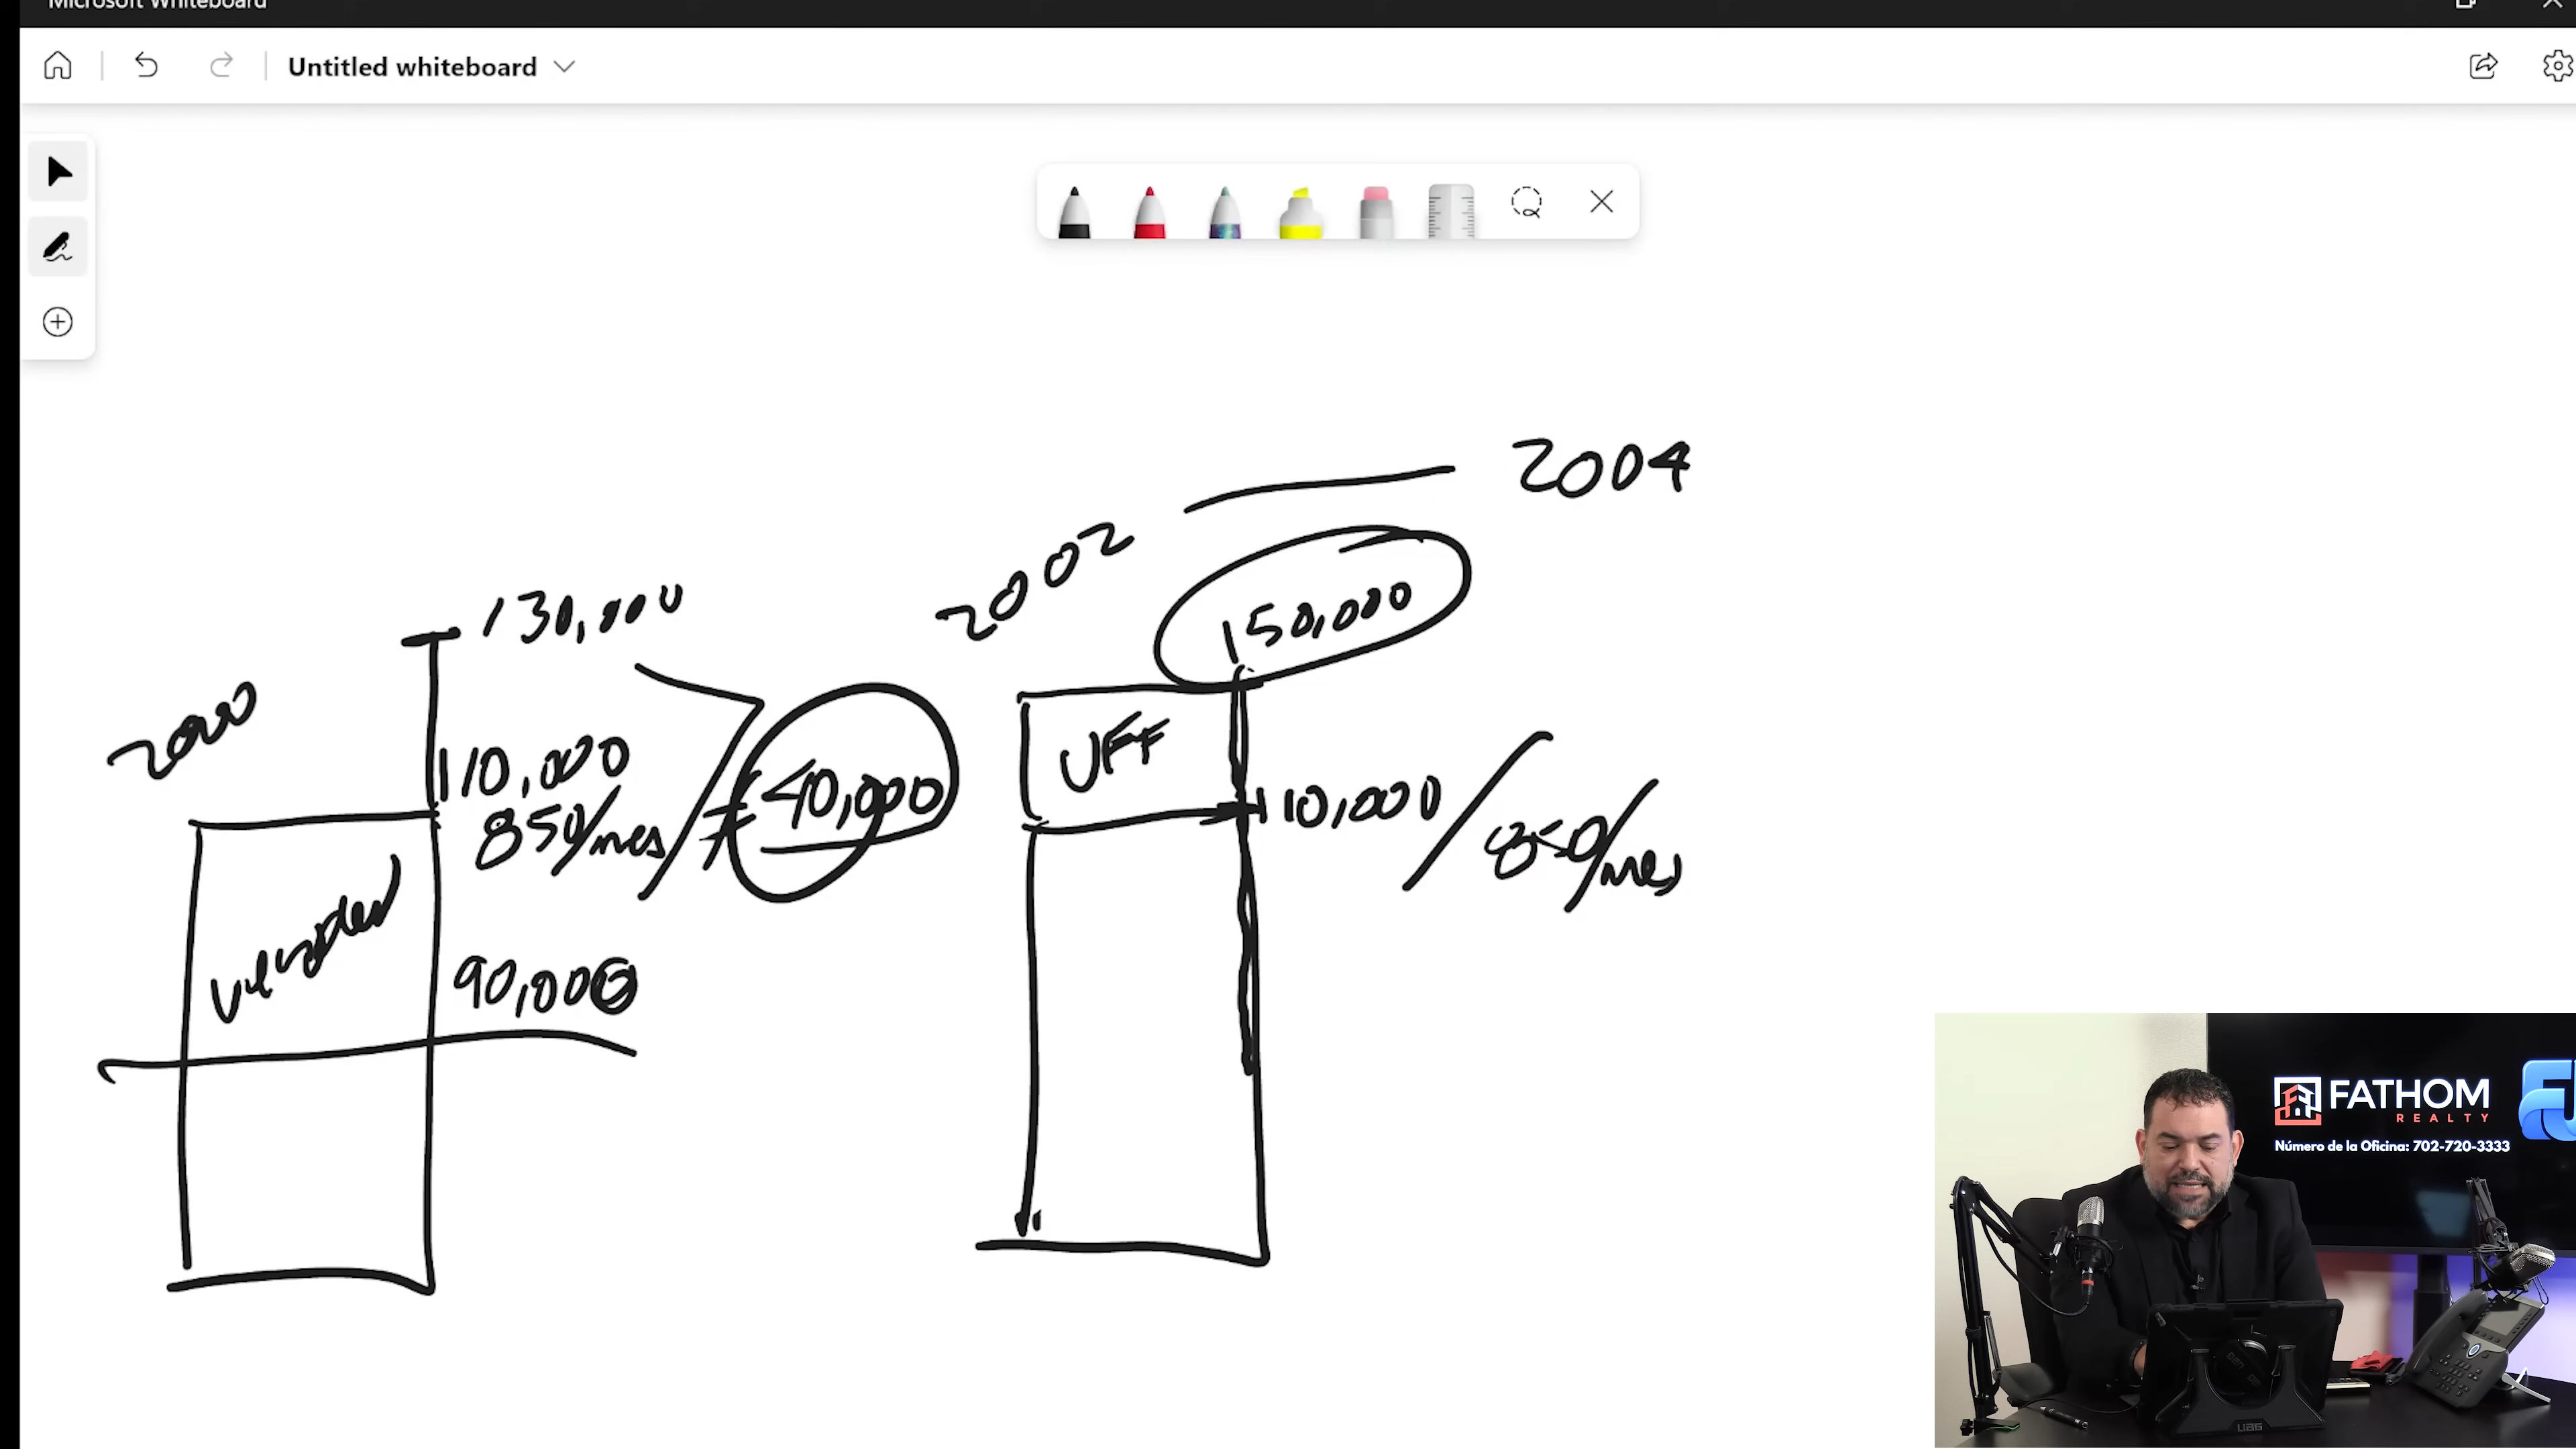 Microsoft Whiteboard
Untitled whiteboard
2004
2002
150,000
130,000
2000
110,000
850/mes
= 40,000
UFF
110,000 / 850/mes
vender
90,000
FATHOM
REALTY
Número de la Oficina: 702-720-3333